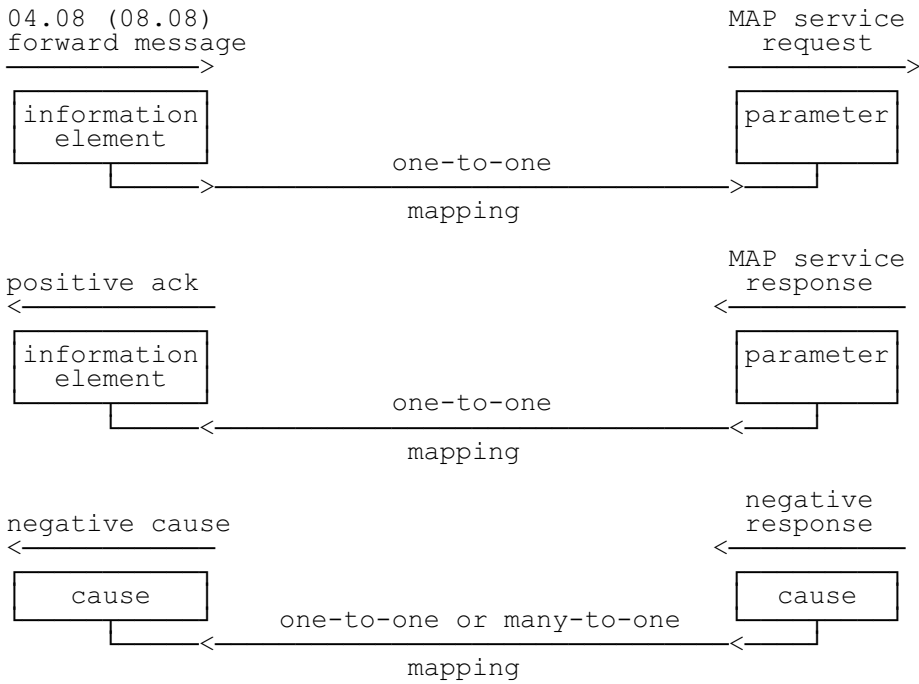 04.08 (08.08)
forward message
MAP service
request
information
element
parameter
one-to-one
mapping
positive ack
MAP service
response
information
element
parameter
one-to-one
mapping
negative cause
negative
response
cause
cause
one-to-one or many-to-one
mapping